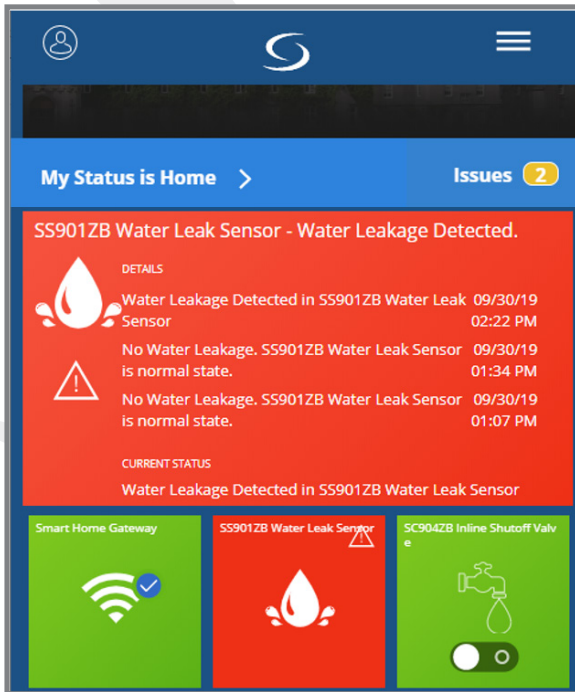 My Status is Home
Issues 2
SS901ZB Water Leak Sensor - Water Leakage Detected.
DETAILS
Water Leakage Detected in SS901ZB Water Leak 09/30/19
Sensor 02:22 PM
No Water Leakage. SS901ZB Water Leak Sensor 09/30/19
is normal state. 01:34 PM
No Water Leakage. SS901ZB Water Leak Sensor 09/30/19
is normal state. 01:07 PM
CURRENT STATUS
Water Leakage Detected in SS901ZB Water Leak Sensor
Smart Home Gateway
SS901ZB Water Leak Sensor
SC904ZB Inline Shutoff Valv
e